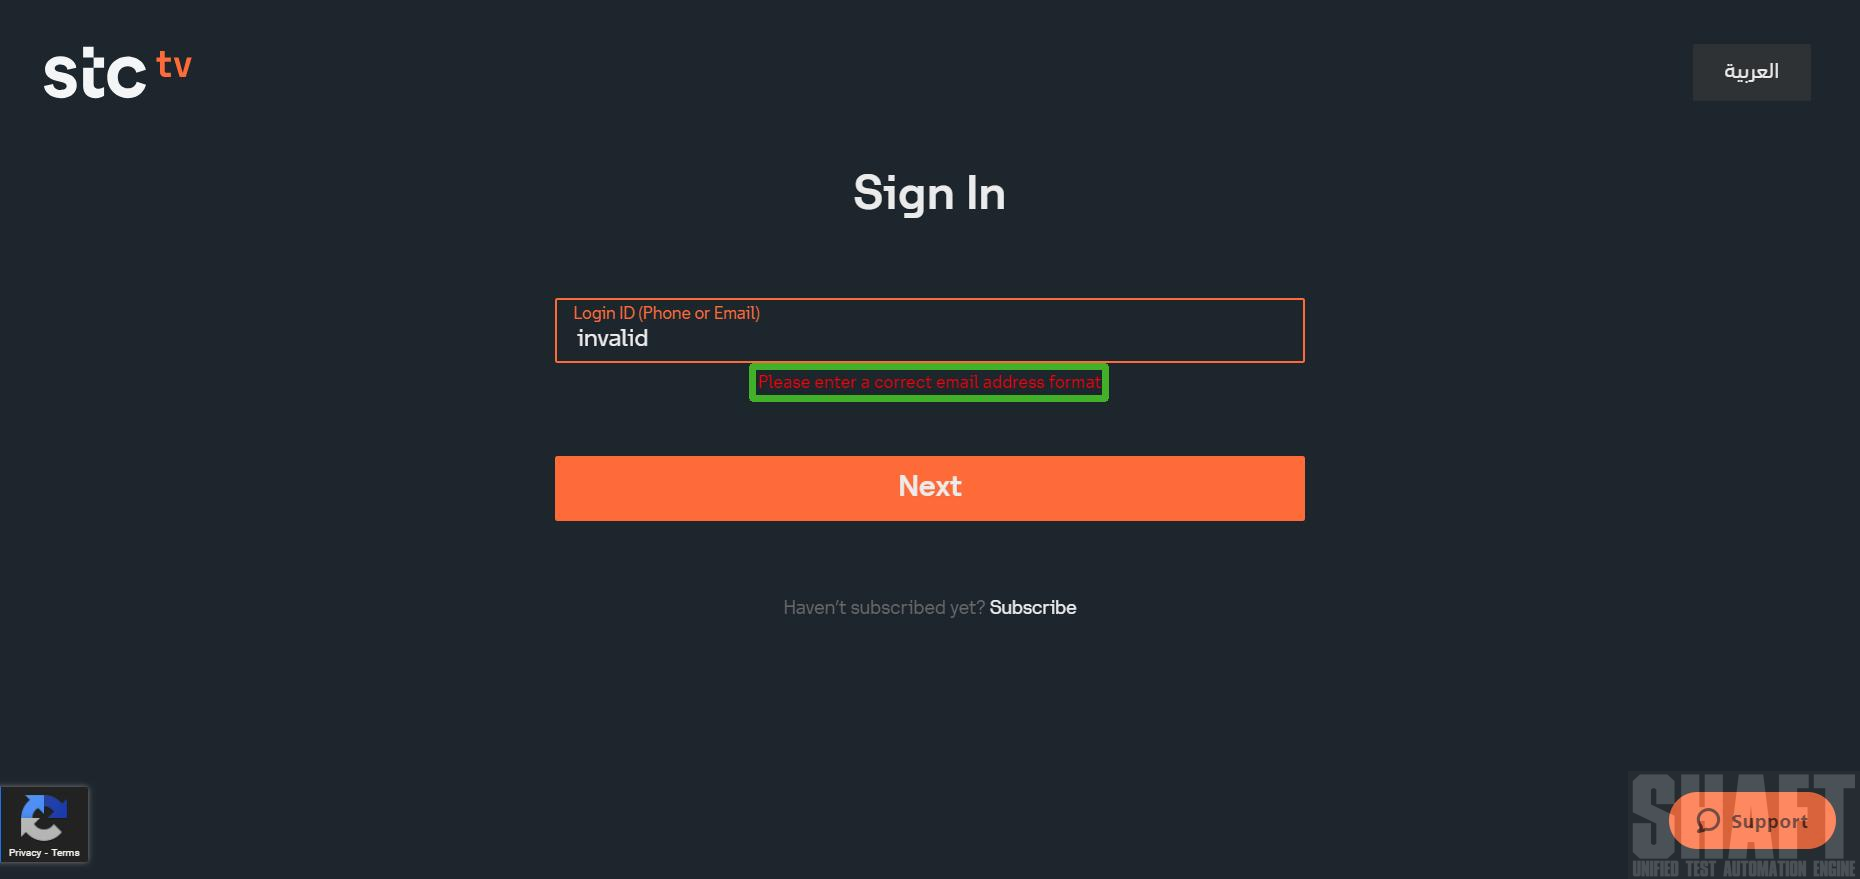 stc tv
العربية
Sign In
Login ID (Phone or Email)
invalid
Please enter a correct email address format
Next
Haven't subscribed yet? Subscribe
Privacy - Terms
Support
SHAFT
UNIFIED TEST AUTOMATION ENGINE